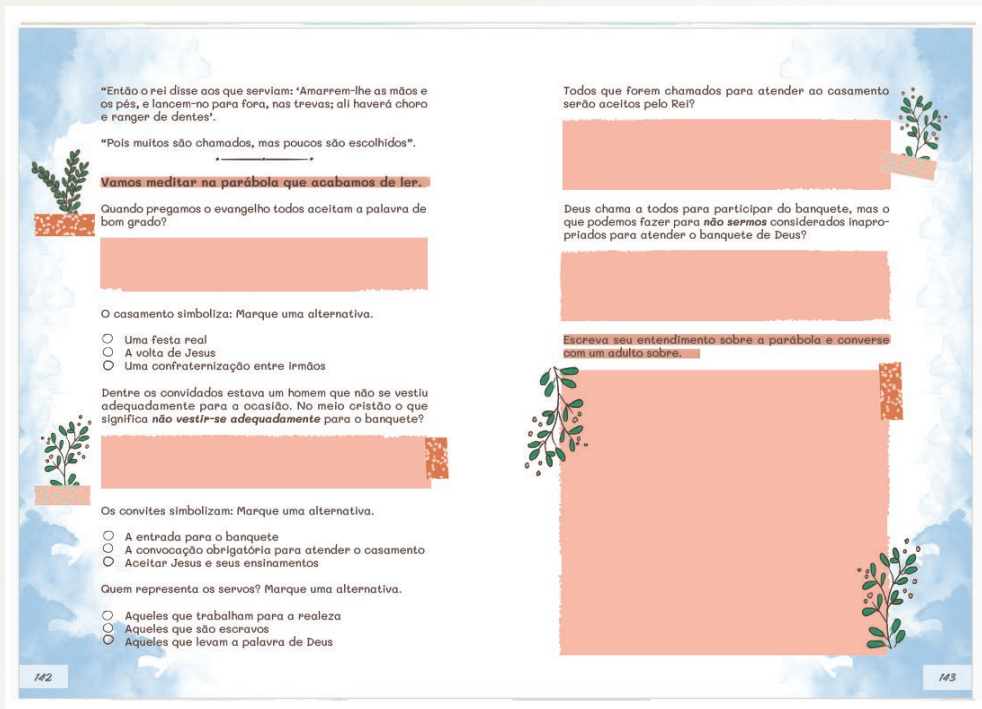 “Então o rei disse aos que serviam: ‘Amarrem-lhe as mãos e
os pés, e lancem-no para fora, nas trevas; ali haverá choro
e ranger de dentes’.
“Pois muitos são chamados, mas poucos são escolhidos”.
Vamos meditar na parábola que acabamos de ler.
Quando pregamos o evangelho todos aceitam a palavra de
bom grado?
O casamento simboliza: Marque uma alternativa.
Uma festa real
A volta de Jesus
Uma confraternização entre irmãos
Dentre os convidados estava um homem que não se vestiu
adequadamente para a ocasião. No meio cristão o que
significa não vestir-se adequadamente para o banquete?
Os convites simbolizam: Marque uma alternativa.
A entrada para o banquete
A convocação obrigatória para atender o casamento
Aceitar Jesus e seus ensinamentos
Quem representa os servos? Marque uma alternativa.
Aqueles que trabalham para a realeza
Aqueles que são escravos
Aqueles que levam a palavra de Deus
142
Todos que forem chamados para atender ao casamento
serão aceitos pelo Rei?
Deus chama a todos para participar do banquete, mas o
que podemos fazer para não sermos considerados inapro-
priados para atender o banquete de Deus?
Escreva seu entendimento sobre a parábola e converse
com um adulto sobre.
143